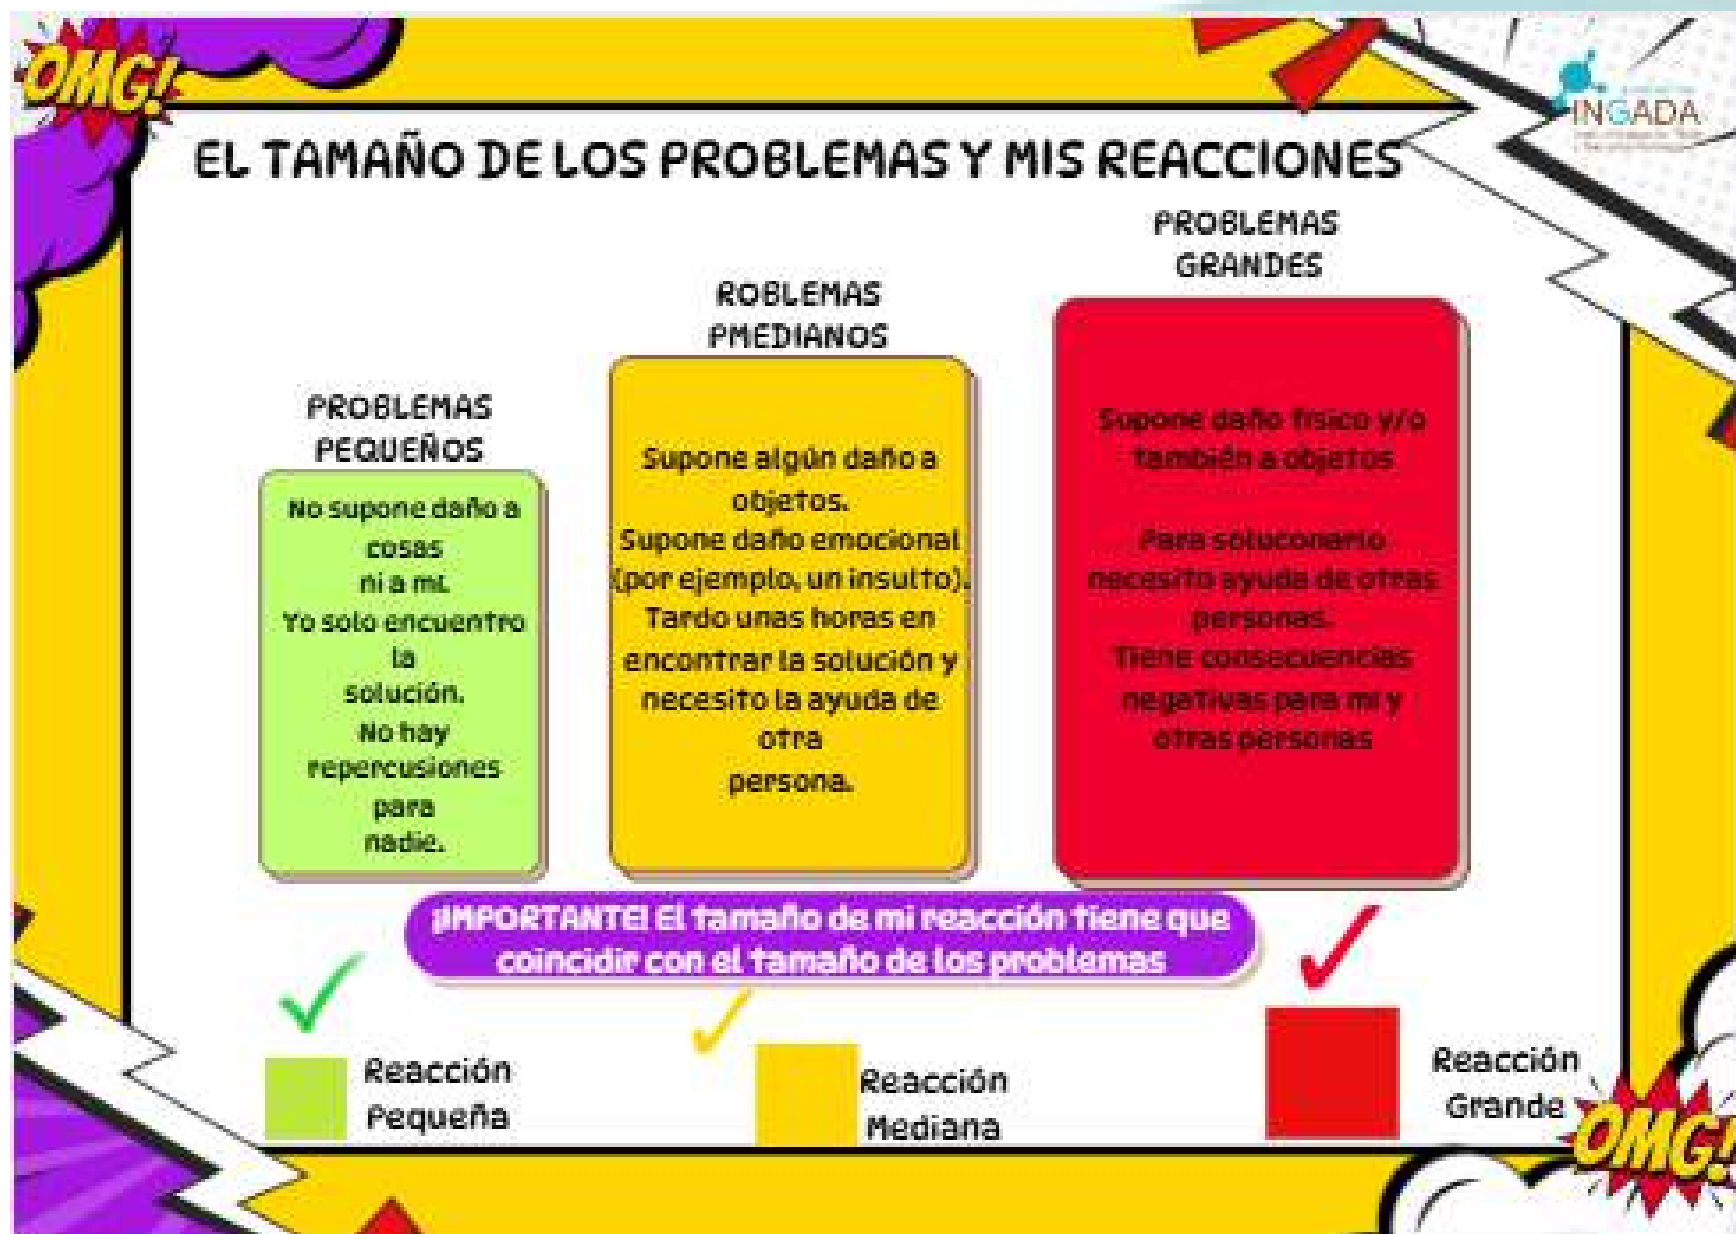 OMG!
INGADA
EL TAMAÑO DE LOS PROBLEMAS Y MIS REACCIONES
PROBLEMAS
PEQUEÑOS
No supone daño a
cosas
ni a mí.
Yo solo encuentro
la
solución.
No hay
repercusiones
para
nadie.
ROBLEMAS
PMEDIANOS
Supone algún daño a
objetos.
Supone daño emocional
(por ejemplo, un insulto).
Tardo unas horas en
encontrar la solución y
necesito la ayuda de
otra
persona.
PROBLEMAS
GRANDES
Supone daño físico y/o
también a objetos
Para soluconarlo
necesito ayuda de otras
personas.
Tiene consecuencias
negativas para mí y
otras personas
¡IMPORTANTE! El tamaño de mi reacción tiene que
coincidir con el tamaño de los problemas
Reacción
Pequeña
Reacción
Mediana
Reacción
Grande
OMG!